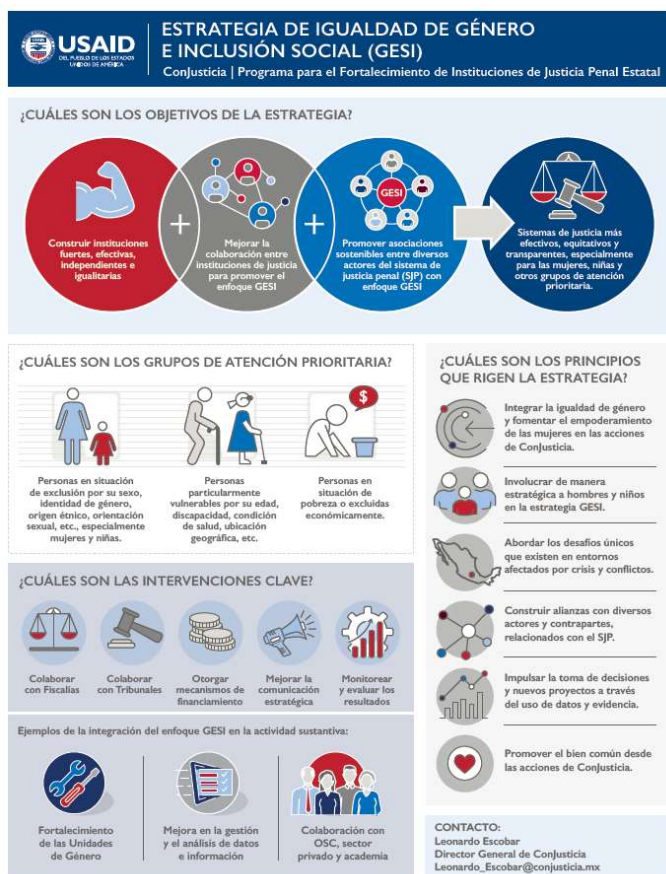 USAID
DEL PUEBLO DE LOS ESTADOS
UNIDOS DE AMÉRICA
ESTRATEGIA DE IGUALDAD DE GÉNERO
E INCLUSIÓN SOCIAL (GESI)
ConJusticia | Programa para el Fortalecimiento de Instituciones de Justicia Penal Estatal
¿CUÁLES SON LOS OBJETIVOS DE LA ESTRATEGIA?
Construir instituciones
fuertes, efectivas,
independientes e
igualitarias
+
Mejorar la
colaboración entre
instituciones de justicia
para promover el
enfoque GESI
+
GESI
Promover asociaciones
sostenibles entre diversos
actores del sistema de
justicia penal (SJP) con
enfoque GESI
Sistemas de justicia más
efectivos, equitativos y
transparentes, especialmente
para las mujeres, niñas y
otros grupos de atención
prioritaria.
¿CUÁLES SON LOS GRUPOS DE ATENCIÓN PRIORITARIA?
$
Personas en situación
de exclusión por su sexo,
identidad de género,
origen étnico, orientación
sexual, etc., especialmente
mujeres y niñas.
Personas
particularmente
vulnerables por su edad,
discapacidad, condición
de salud, ubicación
geográfica, etc.
Personas en
situación de
pobreza o excluidas
económicamente.
¿CUÁLES SON LAS INTERVENCIONES CLAVE?
Colaborar
con Fiscalías
Colaborar
con Tribunales
Otorgar
mecanismos de
financiamiento
Mejorar la
comunicación
estratégica
Monitorear
y evaluar los
resultados
Ejemplos de la integración del enfoque GESI en la actividad sustantiva:
Fortalecimiento
de las Unidades
de Género
Mejora en la gestión
y el análisis de datos
e información
Colaboración con
OSC, sector
privado y academia
¿CUÁLES SON LOS PRINCIPIOS
QUE RIGEN LA ESTRATEGIA?
Integrar la igualdad de género
y fomentar el empoderamiento
de las mujeres en las acciones
de ConJusticia.
Involucrar de manera
estratégica a hombres y niños
en la estrategia GESI.
Abordar los desafíos únicos
que existen en entornos
afectados por crisis y conflictos.
Construir alianzas con diversos
actores y contrapartes,
relacionados con el SJP.
Impulsar la toma de decisiones
y nuevos proyectos a través
del uso de datos y evidencia.
Promover el bien común desde
las acciones de ConJusticia.
CONTACTO:
Leonardo Escobar
Director General de ConJusticia
Leonardo_Escobar@conjusticia.mx